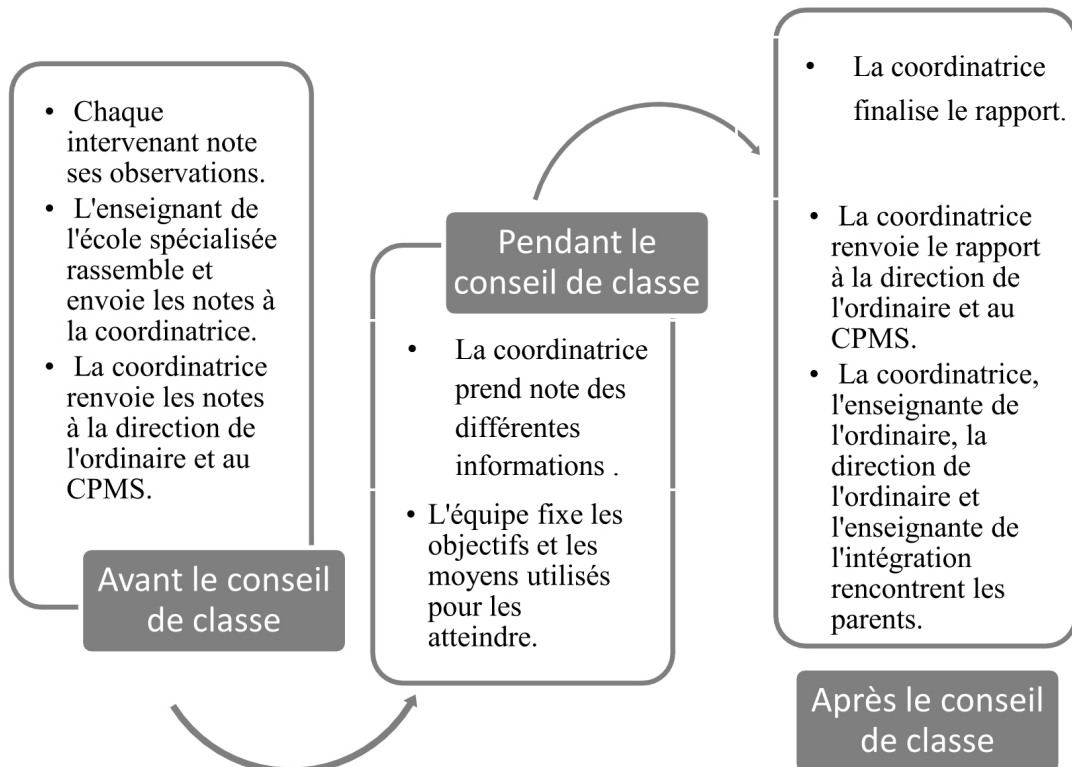 • Chaque
intervenant note
ses observations.
• L'enseignant de
l'école spécialisée
rassemble et
envoie les notes à
la coordinatrice.
• La coordinatrice
renvoie les notes
à la direction de
l'ordinaire et au
CPMS.
Avant le conseil
de classe
Pendant le
conseil de classe
• La coordinatrice
prend note des
différentes
informations .
• L'équipe fixe les
objectifs et les
moyens utilisés
pour les
atteindre.
• La coordinatrice
finalise le rapport.
• La coordinatrice
renvoie le rapport
à la direction de
l'ordinaire et au
CPMS.
• La coordinatrice,
l'enseignante de
l'ordinaire, la
direction de
l'ordinaire et
l'enseignante de
l'intégration
rencontrent les
parents.
Après le conseil
de classe